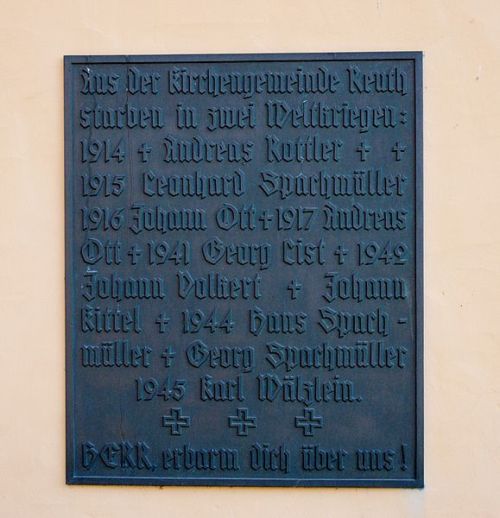 Aus der Kirchengemeinde Reuth
starben in zwei Weltkriegen:
1914 + Andreas Rottler + +
1915 Leonhard Spachmüller
1916 Johann Ott + 1917 Andreas
Ott + 1941 Georg List + 1942
Johann Volkert + Johann
Kittel + 1944 Hans Spach-
müller + Georg Spachmüller
1945 Karl Wälzlein.
HERR, erbarm dich über uns!